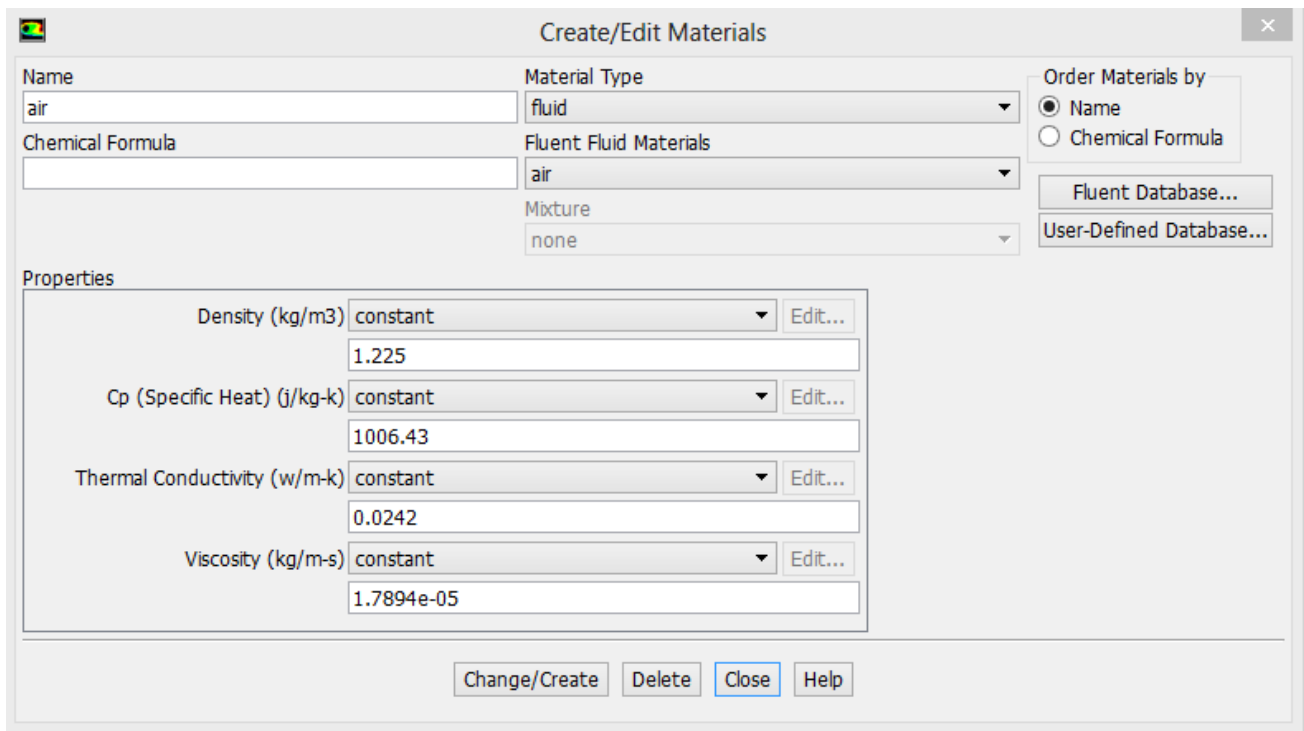 Create/Edit Materials
×
Name
air
Material Type
fluid
Order Materials by
Name
Chemical Formula
Chemical Formula
Fluent Fluid Materials
air
Mixture
none
Fluent Database...
User-Defined Database...
Properties
Density (kg/m3) constant Edit...
1.225
Cp (Specific Heat) (j/kg-k) constant Edit...
1006.43
Thermal Conductivity (w/m-k) constant Edit...
0.0242
Viscosity (kg/m-s) constant Edit...
1.7894e-05
Change/Create Delete Close Help